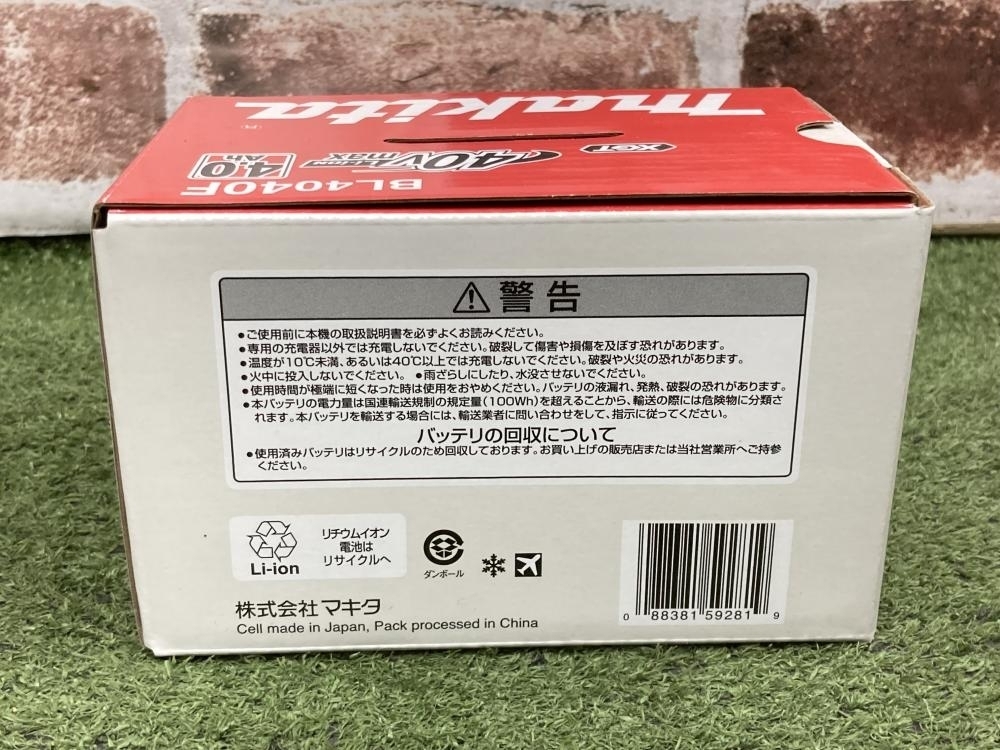 makita
XGT
40Vmax Li-ION
4.0 Ah
BL4040F
警告
●ご使用前に本機の取扱説明書を必ずよくお読みください。
●専用の充電器以外では充電しないでください。破裂して傷害や損傷を及ぼす恐れがあります。
●温度が10℃未満、あるいは40℃以上では充電しないでください。破裂や火災の恐れがあります。
●火中に投入しないでください。 ●雨ざらしにしたり、水没させないでください。
●使用時間が極端に短くなった時は使用をおやめください。バッテリの液漏れ、発熱、破裂の恐れがあります。
●本バッテリの電力量は国連輸送規制の規定量(100Wh)を超えることから、輸送の際には危険物に分類さ
れます。本バッテリを輸送する場合には、輸送業者に問い合わせをして、指示に従ってください。
バッテリの回収について
●使用済みバッテリはリサイクルのため回収しております。お買い上げの販売店または当社営業所へご持参
ください。
リチウムイオン
電池は
リサイクルへ
Li-ion
ダンボール
株式会社マキタ
Cell made in Japan, Pack processed in China
0 88381 59281 9